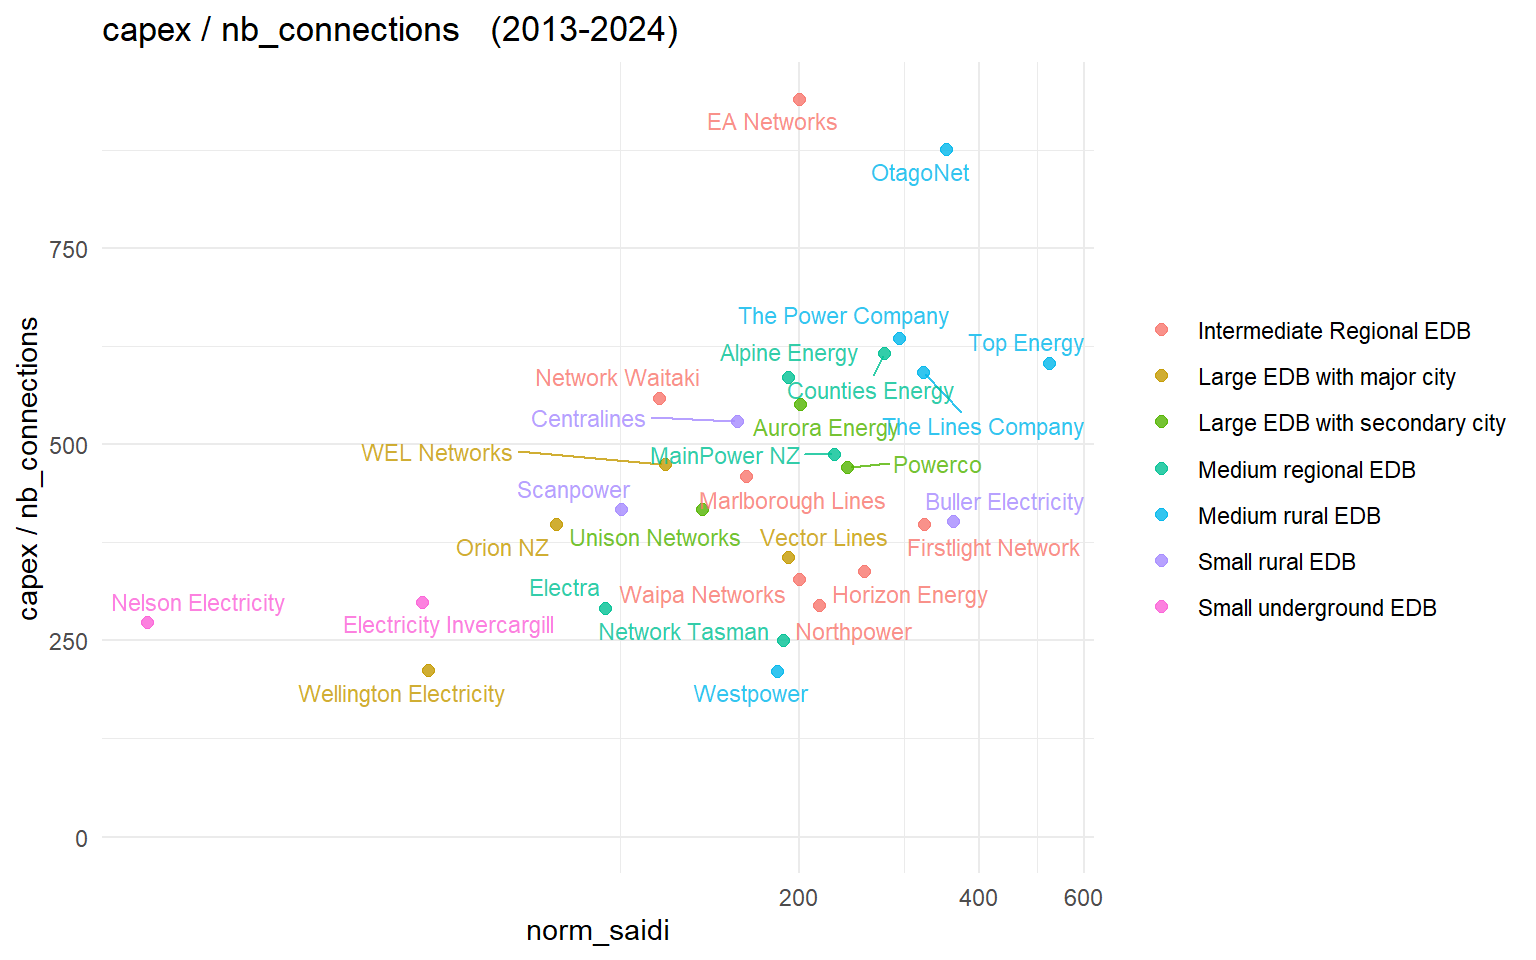 capex / nb_connections (2013-2024)
EA Networks
OtagoNet
750
The Power Company
Top Energy
Alpine Energy
Network Waitaki
Counties Energy
Centralines
Aurora Energy
The Lines Company
500
WEL Networks
MainPower NZ
Powerco
Scanpower
Marlborough Lines
Buller Electricity
Unison Networks
Vector Lines
Orion NZ
Firstlight Network
Electra
Waipa Networks
Horizon Energy
Nelson Electricity
Electricity Invercargill
Network Tasman
Northpower
250
Wellington Electricity
Westpower
0
200
400
600
norm_saidi
capex / nb_connections
Intermediate Regional EDB
Large EDB with major city
Large EDB with secondary city
Medium regional EDB
Medium rural EDB
Small rural EDB
Small underground EDB